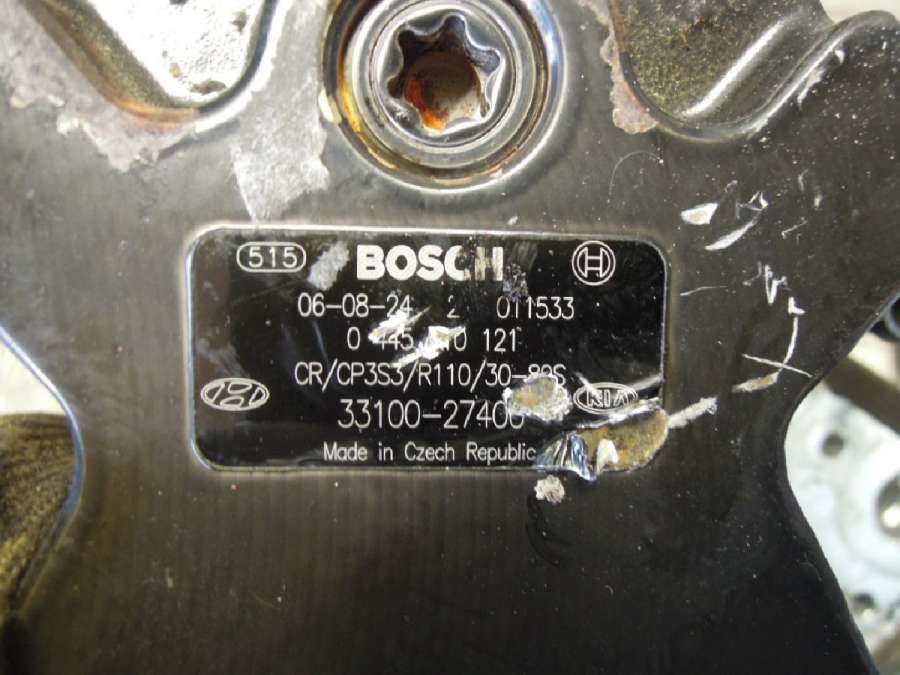 515 BOSCH
06-08-24 2 011533
0 445 010 121
CR/CP3S3/R110/30-
33100-27400
KIA
Made in Czech Republic